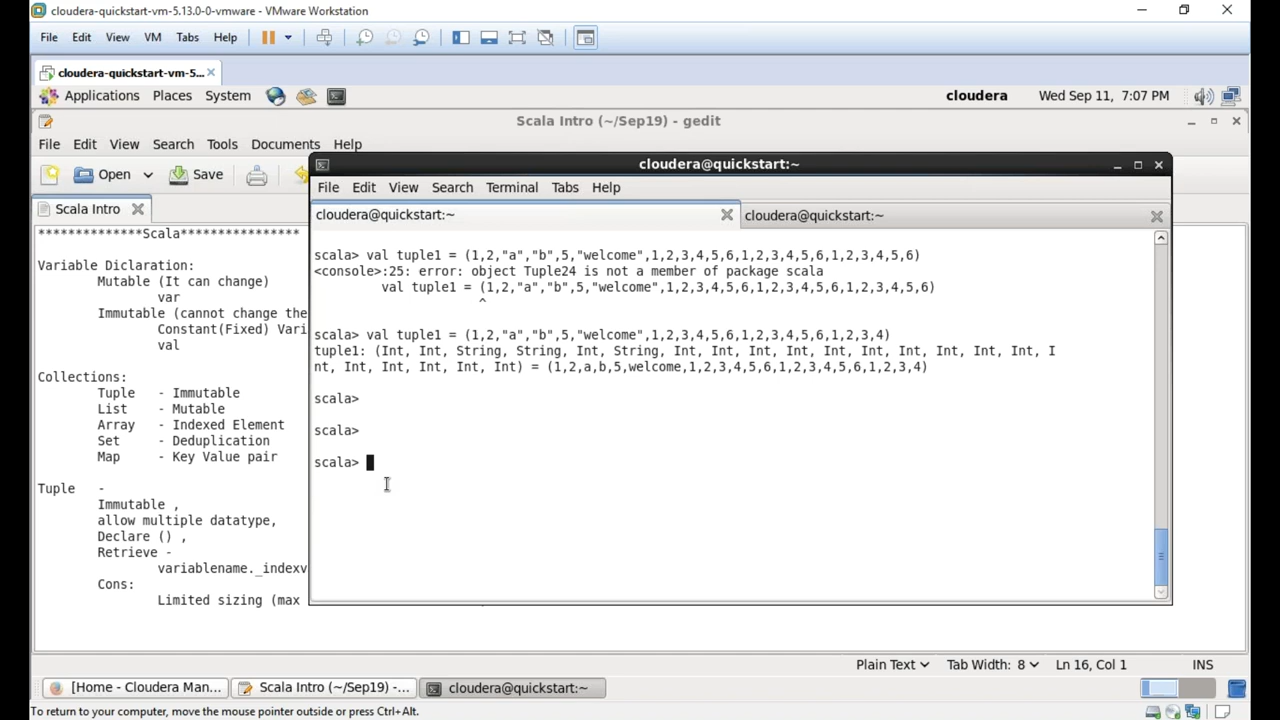 cloudera-quickstart-vm-5.13.0-0-vmware - VMware Workstation
File Edit View VM Tabs Help
cloudera-quickstart-vm-5...
Applications Places System cloudera Wed Sep 11, 7:07 PM
Scala Intro (~/Sep19) - gedit
File Edit View Search Tools Documents Help
Open Save
Scala Intro
**************Scala****************
Variable Diclaration:
Mutable (It can change)
var
Immutable (cannot change the
Constant(Fixed) Vari
val
Collections:
Tuple - Immutable
List - Mutable
Array - Indexed Element
Set - Deduplication
Map - Key Value pair
Tuple -
Immutable ,
allow multiple datatype,
Declare () ,
Retrieve -
variablename._indexv
Cons:
Limited sizing (max
cloudera@quickstart:~
File Edit View Search Terminal Tabs Help
cloudera@quickstart:~ cloudera@quickstart:~
scala> val tuple1 = (1,2,"a","b",5,"welcome",1,2,3,4,5,6,1,2,3,4,5,6,1,2,3,4,5,6)
<console>:25: error: object Tuple24 is not a member of package scala
val tuple1 = (1,2,"a","b",5,"welcome",1,2,3,4,5,6,1,2,3,4,5,6,1,2,3,4,5,6)
^
scala> val tuple1 = (1,2,"a","b",5,"welcome",1,2,3,4,5,6,1,2,3,4,5,6,1,2,3,4)
tuple1: (Int, Int, String, String, Int, String, Int, Int, Int, Int, Int, Int, Int, Int, Int, Int, I
nt, Int, Int, Int, Int, Int) = (1,2,a,b,5,welcome,1,2,3,4,5,6,1,2,3,4,5,6,1,2,3,4)
scala>
scala>
scala>
Plain Text Tab Width: 8 Ln 16, Col 1 INS
[Home - Cloudera Man... Scala Intro (~/Sep19) -... cloudera@quickstart:~
To return to your computer, move the mouse pointer outside or press Ctrl+Alt.